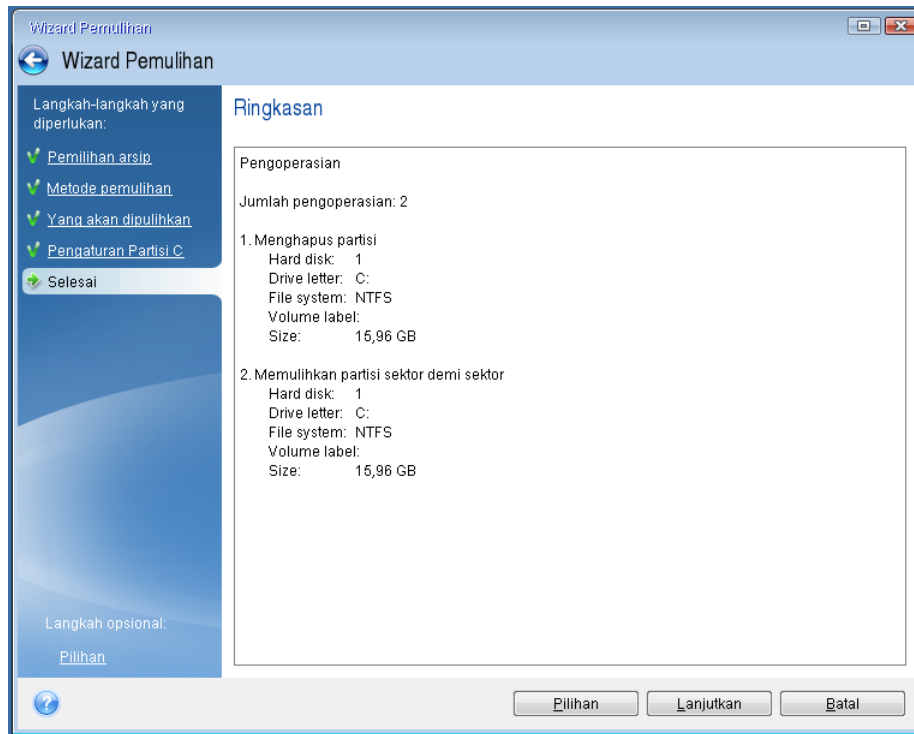 Wizard Pemulihan
Wizard Pemulihan
Langkah-langkah yang
diperlukan:
Pemilihan arsip
Metode pemulihan
Yang akan dipulihkan
Pengaturan Partisi C
Selesai
Langkah opsional:
Pilihan
Ringkasan
Pengoperasian
Jumlah pengoperasian: 2
1. Menghapus partisi
Hard disk: 1
Drive letter: C:
File system: NTFS
Volume label:
Size: 15,96 GB
2. Memulihkan partisi sektor demi sektor
Hard disk: 1
Drive letter: C:
File system: NTFS
Volume label:
Size: 15,96 GB
Pilihan Lanjutkan Batal